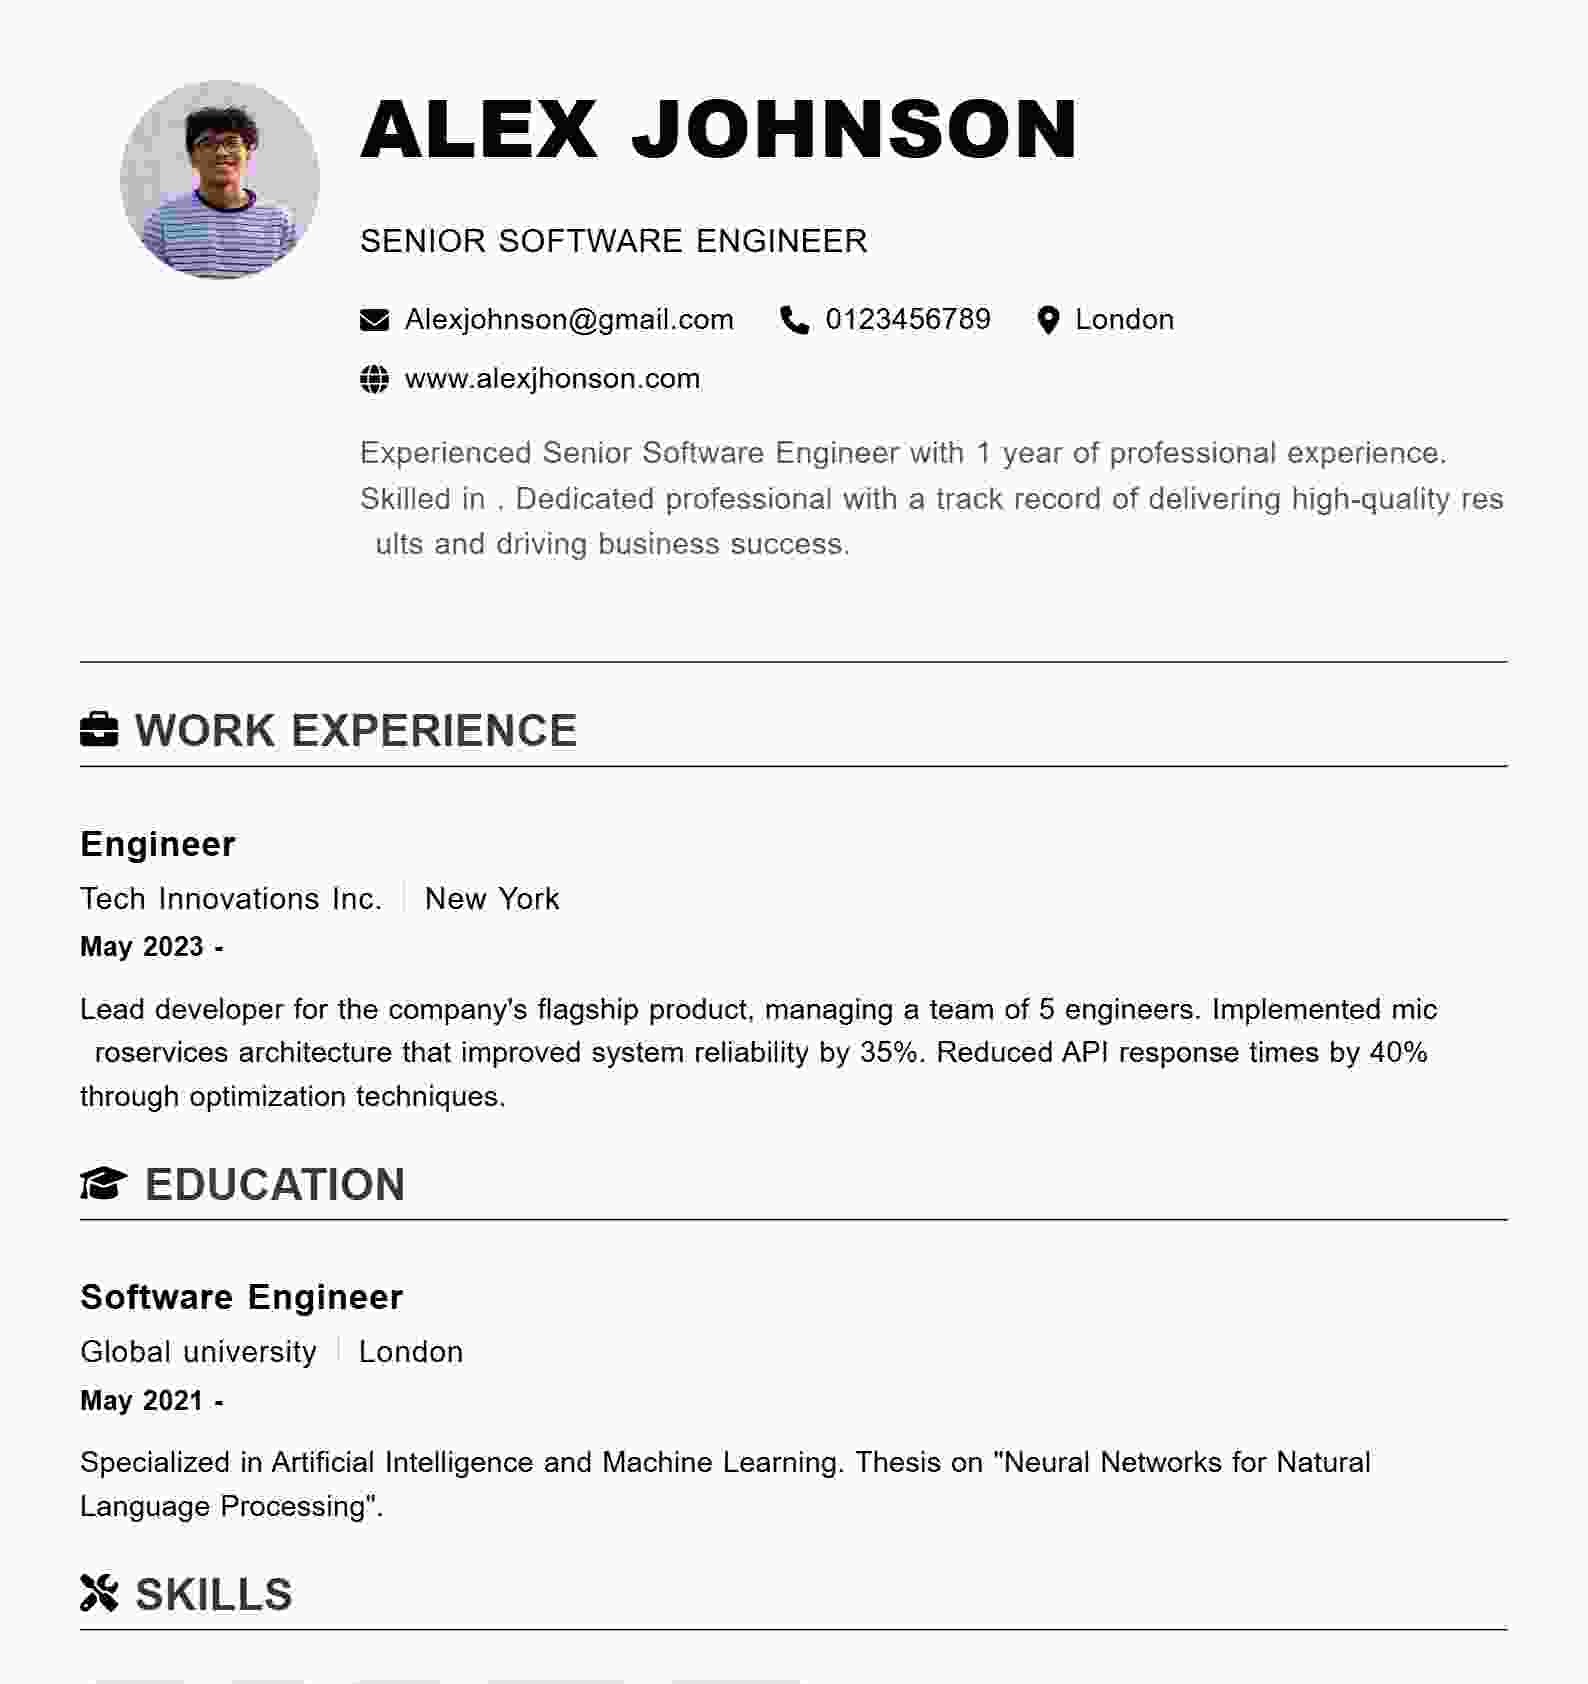 ALEX JOHNSON
SENIOR SOFTWARE ENGINEER
Alexjohnson@gmail.com 0123456789 London
www.alexjhonson.com
Experienced Senior Software Engineer with 1 year of professional experience.
Skilled in . Dedicated professional with a track record of delivering high-quality res
ults and driving business success.
WORK EXPERIENCE
Engineer
Tech Innovations Inc. | New York
May 2023 -
Lead developer for the company's flagship product, managing a team of 5 engineers. Implemented mic
roservices architecture that improved system reliability by 35%. Reduced API response times by 40%
through optimization techniques.
EDUCATION
Software Engineer
Global university | London
May 2021 -
Specialized in Artificial Intelligence and Machine Learning. Thesis on "Neural Networks for Natural
Language Processing".
SKILLS